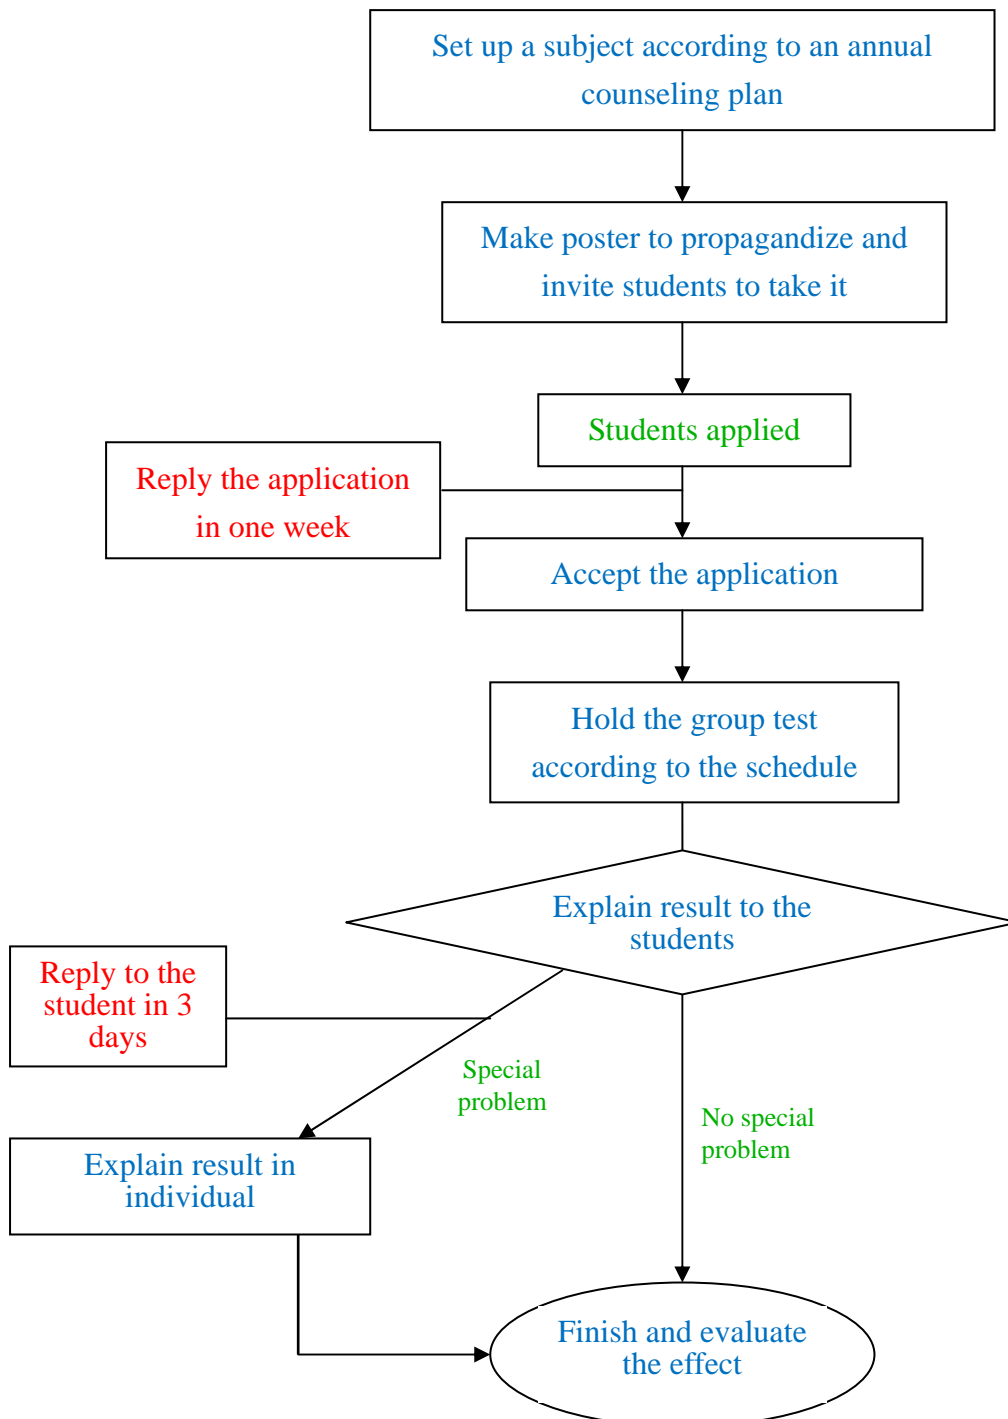 Set up a subject according to an annual
counseling plan
Make poster to propagandize and
invite students to take it
Students applied
Reply the application
in one week
Accept the application
Hold the group test
according to the schedule
Explain result to the
students
Reply to the
student in 3
days
Special
problem
No special
problem
Explain result in
individual
Finish and evaluate
the effect